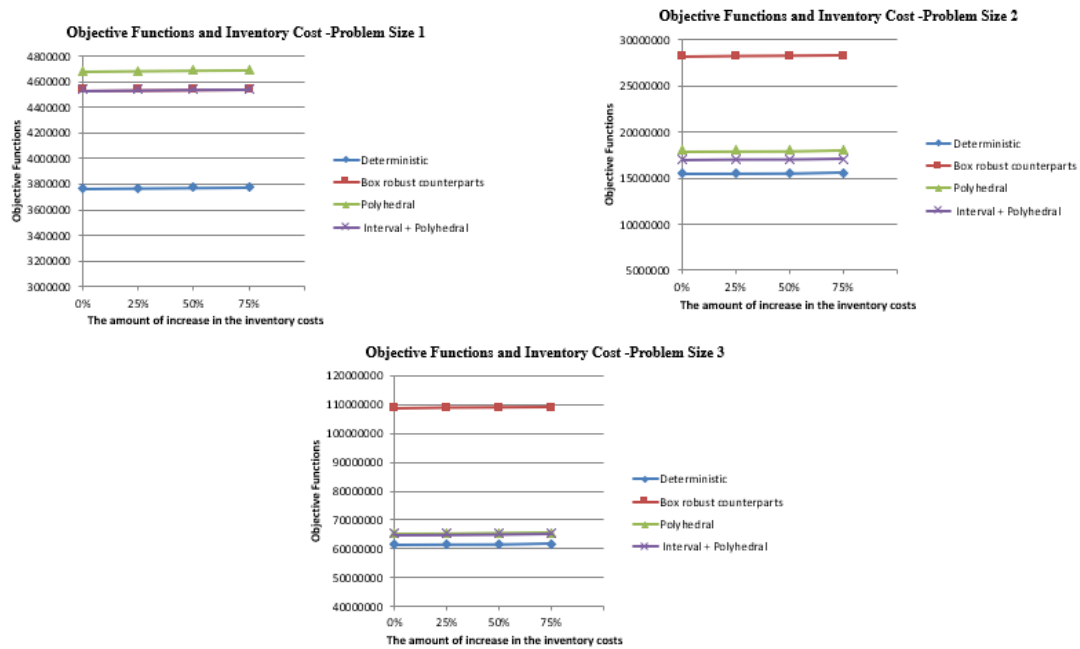 Objective Functions and Inventory Cost -Problem Size 1
Objective Functions
4800000
4600000
4400000
4200000
4000000
3800000
3600000
3400000
3200000
3000000
0% 25% 50% 75%
The amount of increase in the inventory costs
Deterministic
Box robust counterparts
Polyhedral
Interval + Polyhedral
Objective Functions and Inventory Cost -Problem Size 2
Objective Functions
30000000
25000000
20000000
15000000
10000000
5000000
0% 25% 50% 75%
The amount of increase in the inventory costs
Deterministic
Box robust counterparts
Polyhedral
Interval + Polyhedral
Objective Functions and Inventory Cost -Problem Size 3
Objective Functions
120000000
110000000
100000000
90000000
80000000
70000000
60000000
50000000
40000000
0% 25% 50% 75%
The amount of increase in the inventory costs
Deterministic
Box robust counterparts
Polyhedral
Interval + Polyhedral